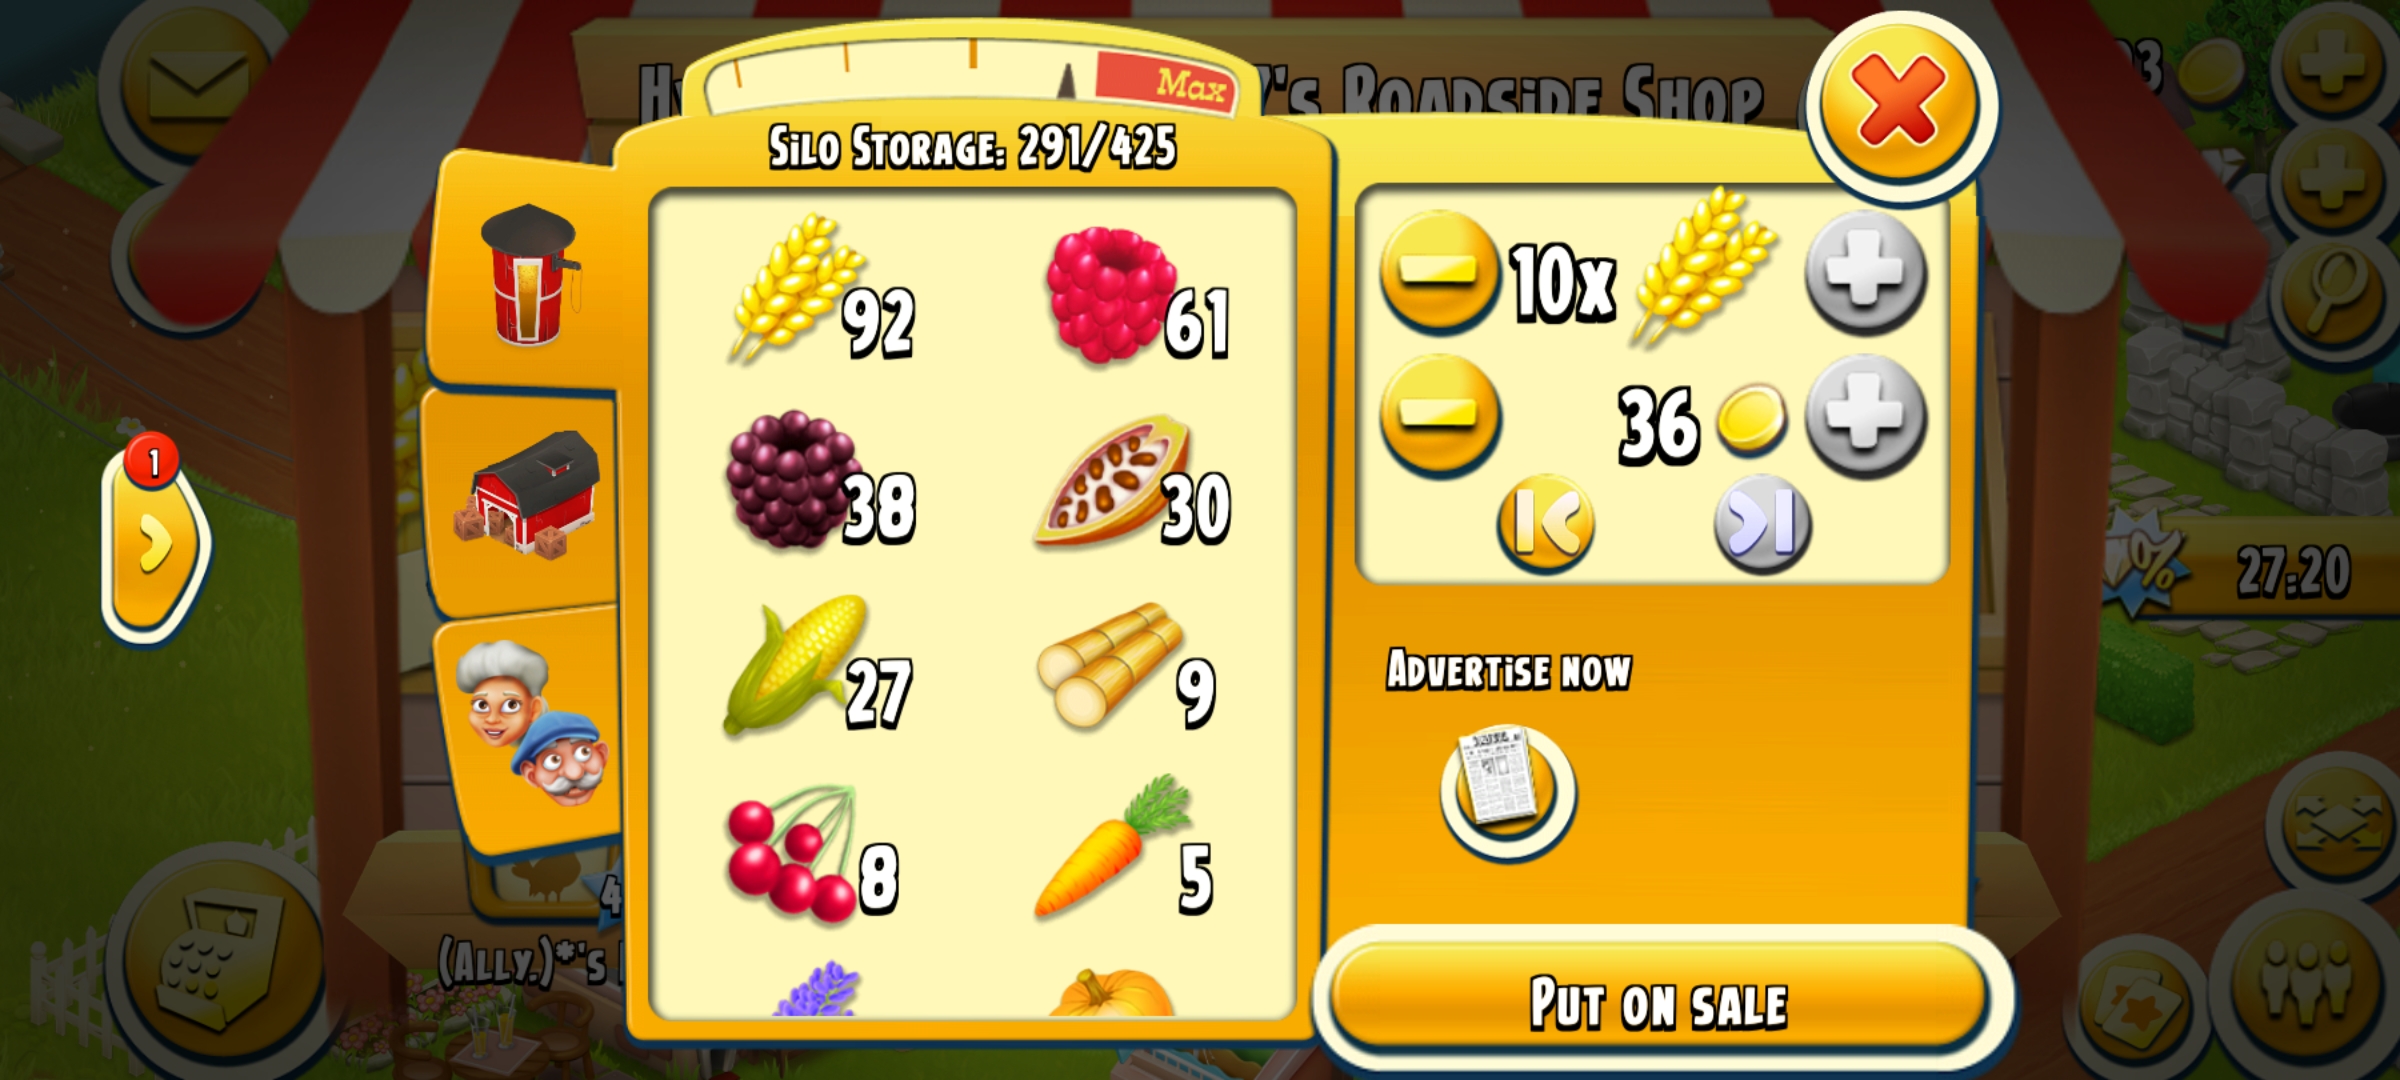 's Roadside Shop
Max
Silo Storage: 291/425
92
61
10x
38
30
36
27
9
8
5
1
27:20
Advertise now
(Ally.)*'s
Put on sale